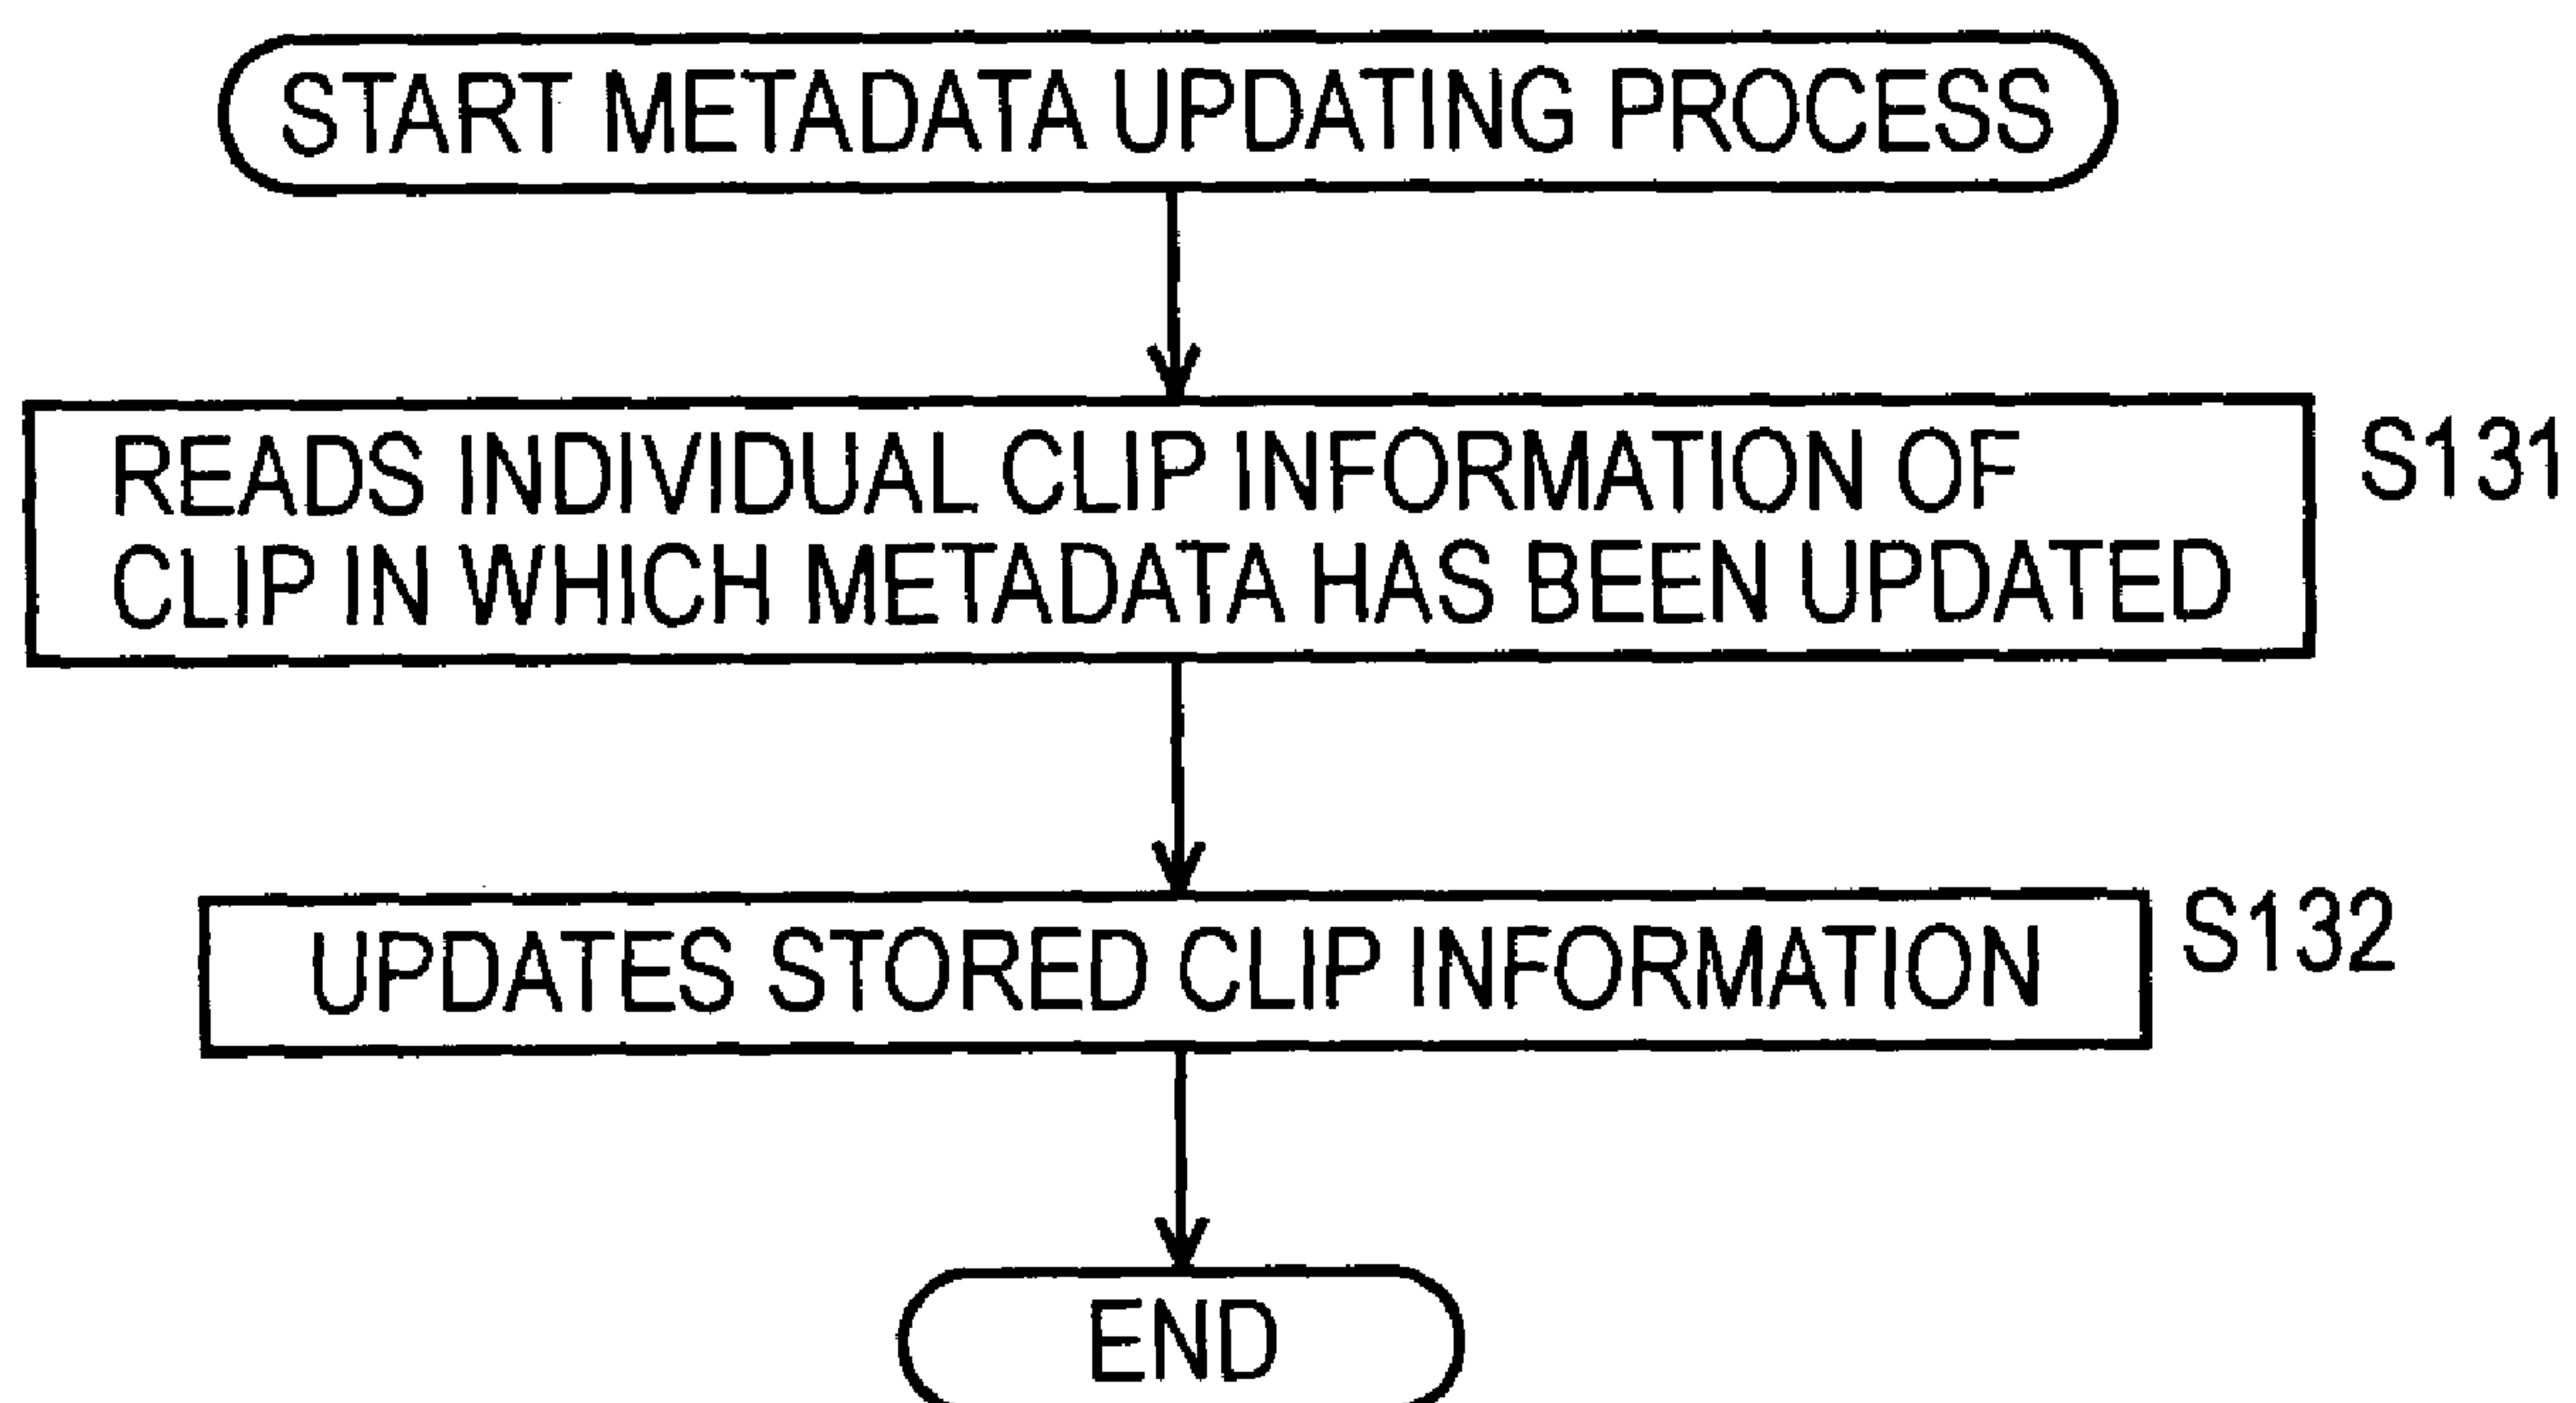 START METADATA UPDATING PROCESS
READS INDIVIDUAL CLIP INFORMATION OF
CLIP IN WHICH METADATA HAS BEEN UPDATED
S131
UPDATES STORED CLIP INFORMATION
S132
END